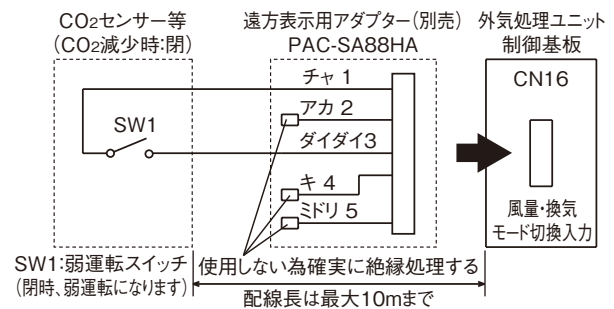 CO2センサー等
(CO2減少時:閉)
遠方表示用アダプター(別売)
PAC-SA88HA
外気処理ユニット
制御基板
チャ 1
アカ 2
ダイダイ3
キ 4
ミドリ 5
SW1
CN16
風量・換気
モード切換入力
SW1:弱運転スイッチ
(閉時、弱運転になります)
使用しない為確実に絶縁処理する
配線長は最大10mまで